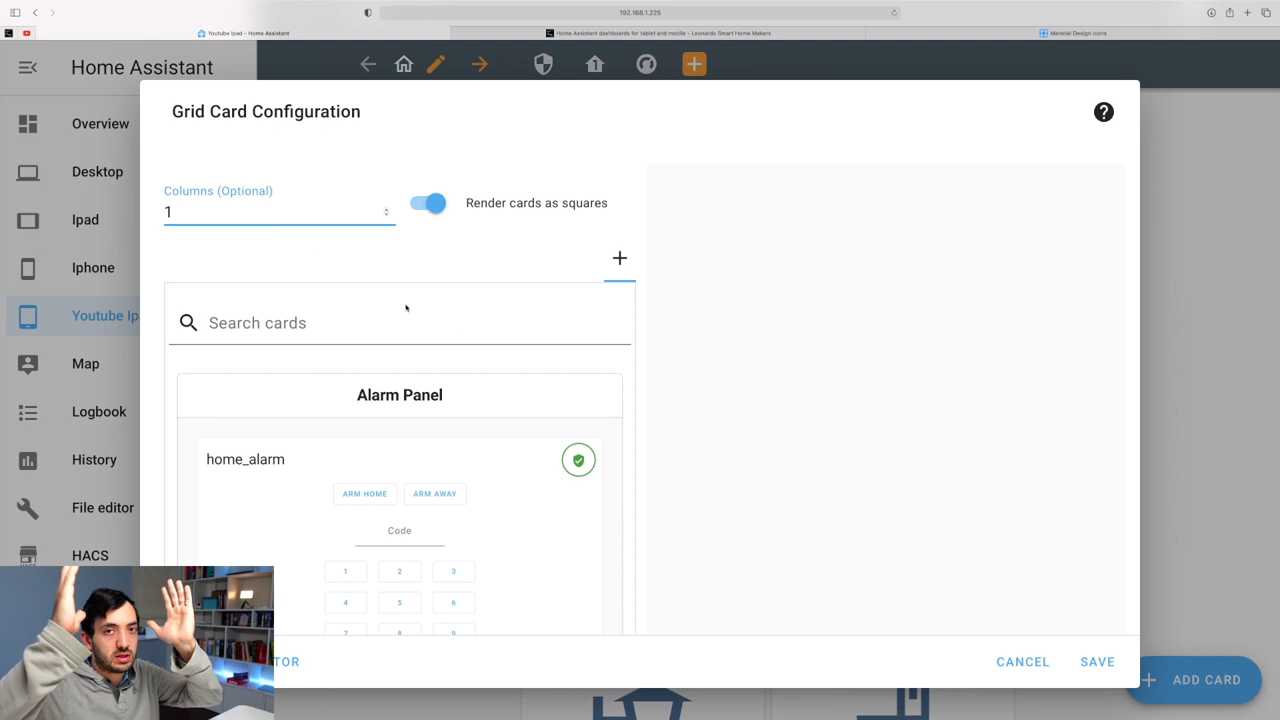 192.168.1.225
Youtube Ipad - Home Assistant
Home Assistant dashboards for tablet and mobile - Leonardo Smart Home Makers
Material Design Icons
Home Assistant
Overview
Desktop
Ipad
Iphone
Youtube Ip
Map
Logbook
History
File editor
HACS
Grid Card Configuration
Columns (Optional)
1
Render cards as squares
Search cards
Alarm Panel
home_alarm
ARM HOME
ARM AWAY
Code
1
2
3
4
5
6
7
8
9
TOR
CANCEL
SAVE
ADD CARD